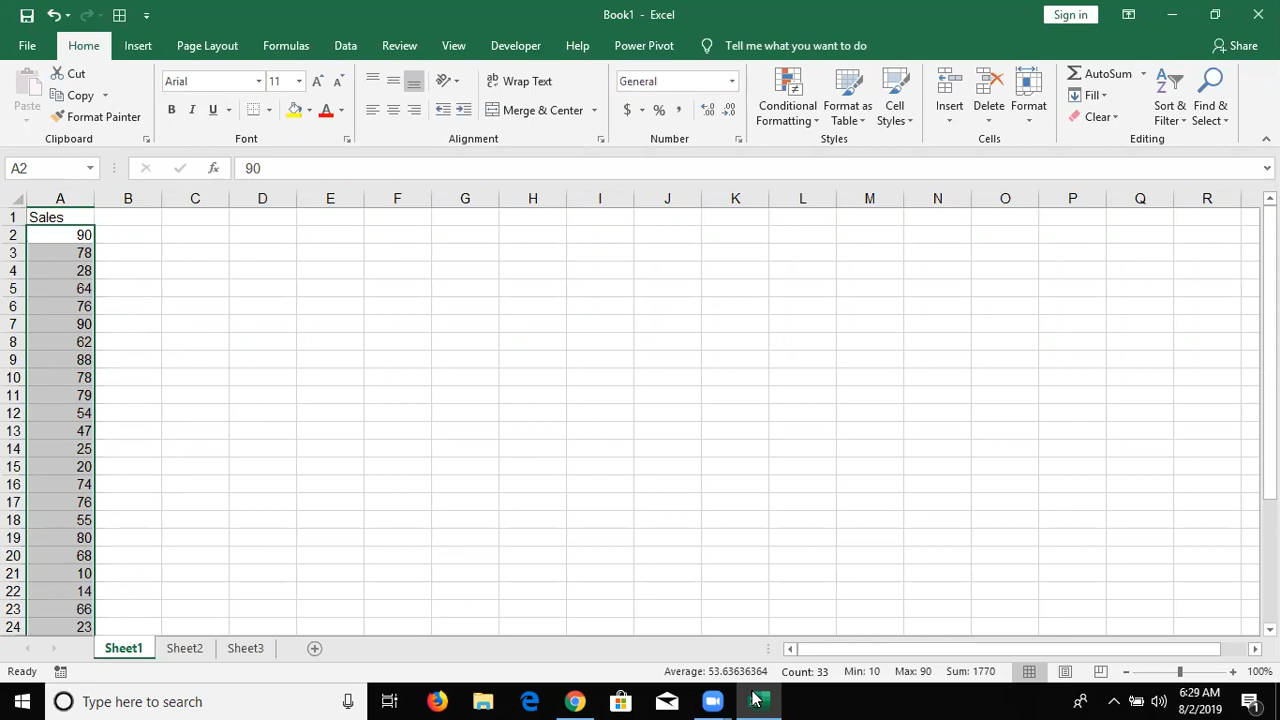 Book1 - Excel
Sign in
File Home Insert Page Layout Formulas Data Review View Developer Help Power Pivot Tell me what you want to do Share
Paste Cut Copy Format Painter Clipboard
Arial 11 B I U A Font
Wrap Text Merge & Center Alignment
General $ % , Number
Conditional Formatting Format as Table Cell Styles Styles
Insert Delete Format Cells
AutoSum Fill Clear Sort & Filter Find & Select Editing
A2 fx 90
A B C D E F G H I J K L M N O P Q R
1 Sales
2 90
3 78
4 28
5 64
6 76
7 90
8 62
9 88
10 78
11 79
12 54
13 47
14 25
15 20
16 74
17 76
18 55
19 80
20 68
21 10
22 14
23 66
24 23
Sheet1 Sheet2 Sheet3
Ready Average: 53.63636364 Count: 33 Min: 10 Max: 90 Sum: 1770 100%
Type here to search 6:29 AM
8/2/2019 1